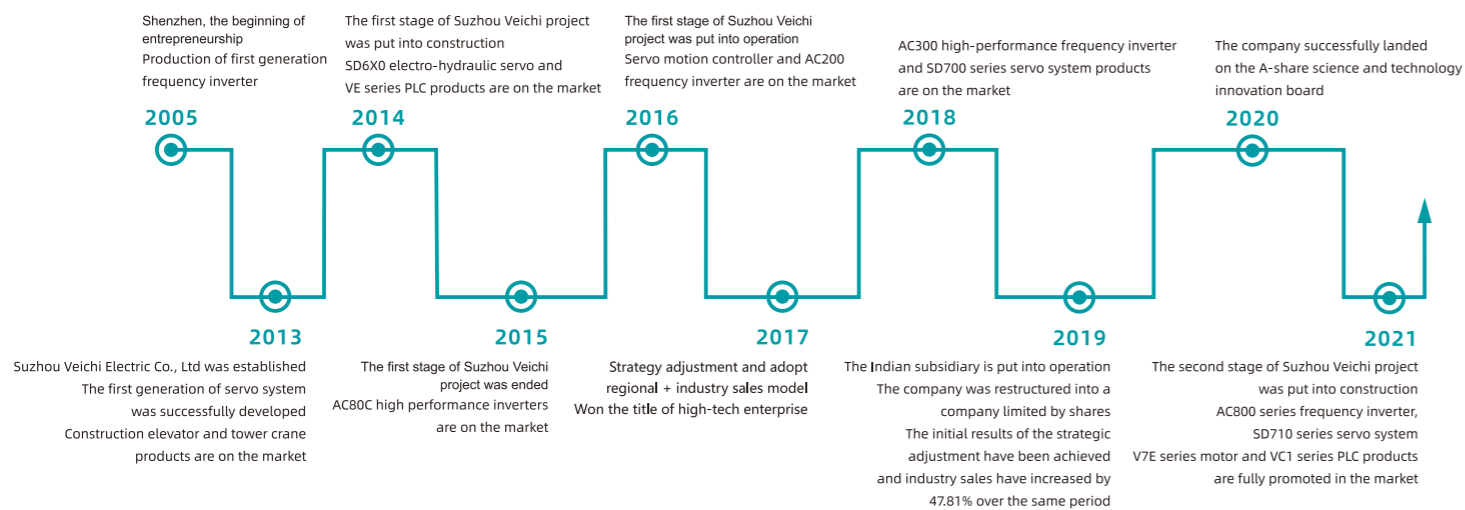 Shenzhen, the beginning of
entrepreneurship
Production of first generation
frequency inverter
2005
Suzhou Veichi Electric Co., Ltd was established
The first generation of servo system
was successfully developed
Construction elevator and tower crane
products are on the market
2013
The first stage of Suzhou Veichi project
was put into construction
SD6X0 electro-hydraulic servo and
VE series PLC products are on the market
2014
2015
The first stage of Suzhou Veichi
project was ended
AC80C high performance inverters
are on the market
The first stage of Suzhou Veichi
project was put into operation
Servo motion controller and AC200
frequency inverter are on the market
2016
2017
Strategy adjustment and adopt
regional + industry sales model
Won the title of high-tech enterprise
AC300 high-performance frequency inverter
and SD700 series servo system products
are on the market
2018
2019
The Indian subsidiary is put into operation
The company was restructured into a
company limited by shares
The initial results of the strategic
adjustment have been achieved
and industry sales have increased by
47.81% over the same period
The company successfully landed
on the A-share science and technology
innovation board
2020
2021
The second stage of Suzhou Veichi project
was put into construction
AC800 series frequency inverter,
SD710 series servo system
V7E series motor and VC1 series PLC products
are fully promoted in the market